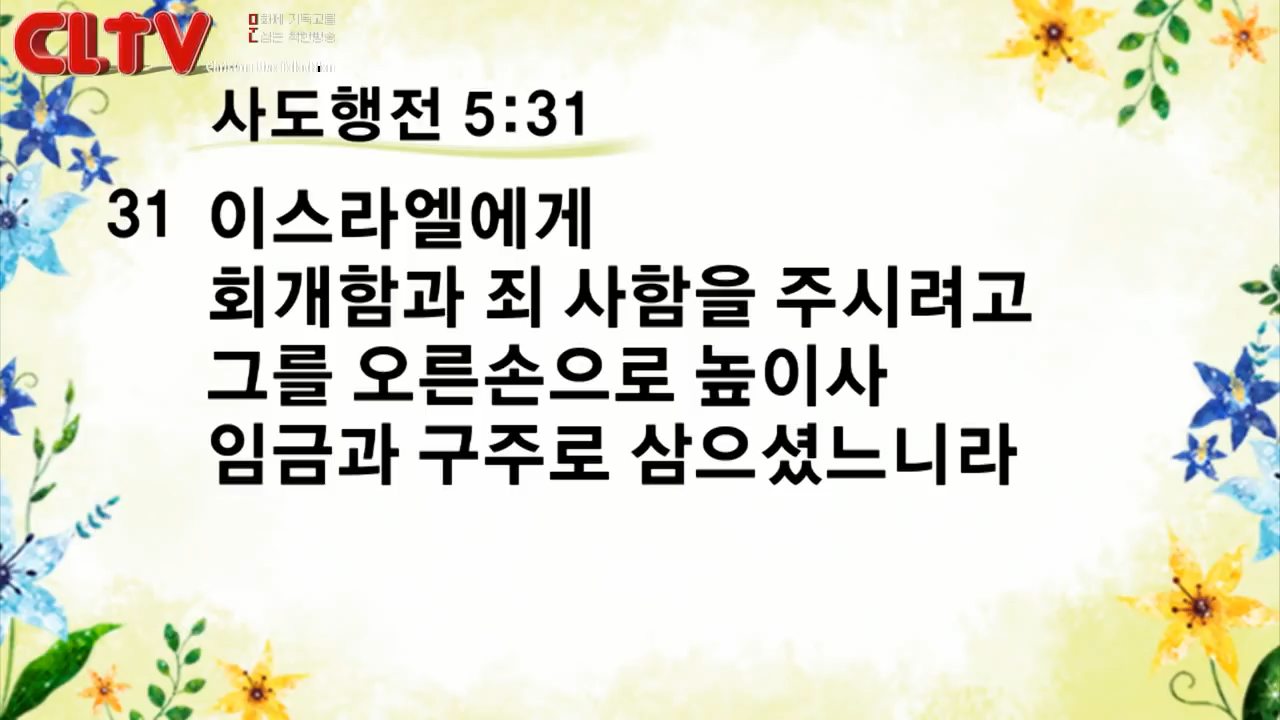 CLTV
사도행전 5:31
31 이스라엘에게
회개함과 죄 사함을 주시려고
그를 오른손으로 높이사
임금과 구주로 삼으셨느니라